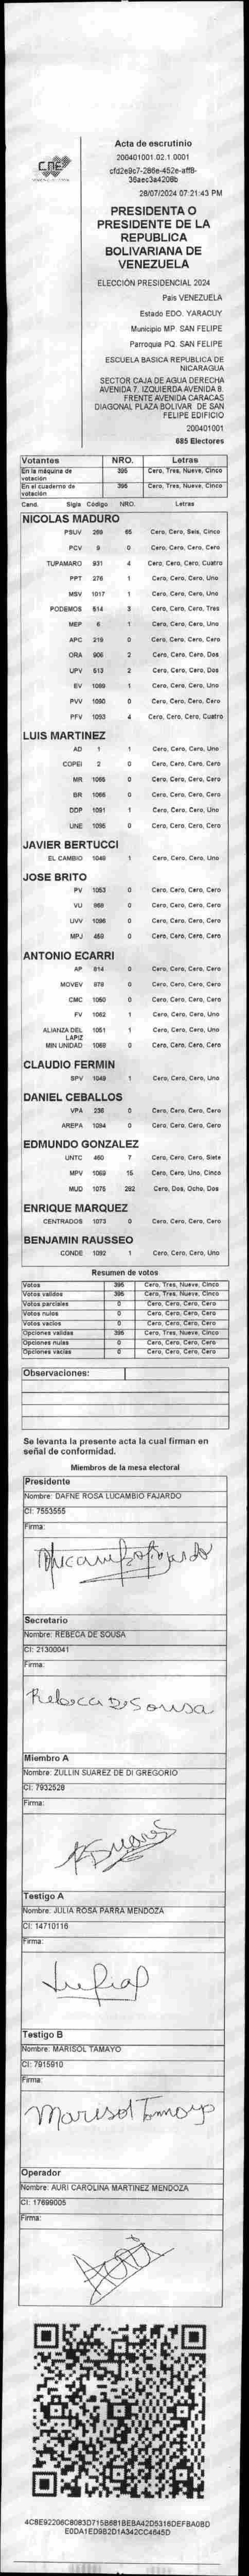 CNE
Acta de escrutinio
200401001.02.1.0001
28/07/2024 07:21:43 PM
PRESIDENTA O
PRESIDENTE DE LA
REPUBLICA
BOLIVARIANA DE
VENEZUELA
ELECCIÓN PRESIDENCIAL 2024
Pais VENEZUELA
Estado EDO. YARACUY
Municipio MP. SAN FELIPE
Parroquia PQ. SAN FELIPE
ESCUELA BASICA REPUBLICA DE
NICARAGUA
SECTOR CAJA DE AGUA DERECHA
AVENIDA 7. IZQUIERDA AVENIDA 8.
FRENTE AVENIDA CARACAS
DIAGONAL PLAZA BOLIVAR DE SAN
FELIPE EDIFICIO
200401001
685 Electores
Votantes NRO. Letras
En la máquina de votación 395 Cero, Tres, Nueve, Cinco
En el cuaderno de votación 395 Cero, Tres, Nueve, Cinco
Cand. Sigla Código NRO. Letras
NICOLAS MADURO
PSUV 269 65 Cero, Cero, Seis, Cinco
PCV 9 0 Cero, Cero, Cero, Cero
TUPAMARO 931 4 Cero, Cero, Cero, Cuatro
PPT 276 1 Cero, Cero, Cero, Uno
MSV 1017 1 Cero, Cero, Cero, Uno
PODEMOS 614 3 Cero, Cero, Cero, Tres
MEP 6 1 Cero, Cero, Cero, Uno
APC 219 0 Cero, Cero, Cero, Cero
ORA 906 2 Cero, Cero, Cero, Dos
UPV 613 2 Cero, Cero, Cero, Dos
EV 1089 1 Cero, Cero, Cero, Uno
PVV 1090 0 Cero, Cero, Cero, Cero
PFV 1093 4 Cero, Cero, Cero, Cuatro
LUIS MARTINEZ
AD 1 1 Cero, Cero, Cero, Uno
COPEI 2 0 Cero, Cero, Cero, Cero
MR 1065 0 Cero, Cero, Cero, Cero
BR 1066 0 Cero, Cero, Cero, Cero
DDP 1091 1 Cero, Cero, Cero, Uno
UNE 1095 0 Cero, Cero, Cero, Cero
JAVIER BERTUCCI
EL CAMBIO 1046 1 Cero, Cero, Cero, Uno
JOSE BRITO
PV 1053 0 Cero, Cero, Cero, Cero
VU 958 0 Cero, Cero, Cero, Cero
UVV 1096 0 Cero, Cero, Cero, Cero
MPJ 459 0 Cero, Cero, Cero, Cero
ANTONIO ECARRI
AP 814 0 Cero, Cero, Cero, Cero
MOVEV 979 0 Cero, Cero, Cero, Cero
CMC 1050 0 Cero, Cero, Cero, Cero
FV 1062 1 Cero, Cero, Cero, Uno
ALIANZA DEL LAPIZ 1051 1 Cero, Cero, Cero, Uno
MIN UNIDAD 1069 0 Cero, Cero, Cero, Cero
CLAUDIO FERMIN
SPV 1048 1 Cero, Cero, Cero, Uno
DANIEL CEBALLOS
VPA 236 0 Cero, Cero, Cero, Cero
AREPA 1094 0 Cero, Cero, Cero, Cero
EDMUNDO GONZALEZ
UNTC 460 7 Cero, Cero, Cero, Siete
MPV 1069 15 Cero, Cero, Uno, Cinco
MUD 1075 282 Cero, Dos, Ocho, Dos
ENRIQUE MARQUEZ
CENTRADOS 1073 0 Cero, Cero, Cero, Cero
BENJAMIN RAUSSEO
CONDE 1092 1 Cero, Cero, Cero, Uno
Resumen de votos
Votos 395 Cero, Tres, Nueve, Cinco
Votos validos 395 Cero, Tres, Nueve, Cinco
Votos parciales 0 Cero, Cero, Cero, Cero
Votos nulos 0 Cero, Cero, Cero, Cero
Votos vacios 0 Cero, Cero, Cero, Cero
Opciones validas 395 Cero, Tres, Nueve, Cinco
Opciones nulas 0 Cero, Cero, Cero, Cero
Opciones vacias 0 Cero, Cero, Cero, Cero
Observaciones:
Se levanta la presente acta la cual firman en
señal de conformidad.
Miembros de la mesa electoral
Presidente
Nombre: DAFNE ROSA LUCAMBIO FAJARDO
CI: 7553555
Firma:
Secretario
Nombre: REBECA DE SOUSA
CI: 21300041
Firma:
Rebeca DeSousa
Miembro A
Nombre: ZULLIN SUAREZ DE DI GREGORIO
CI: 7932528
Firma:
Testigo A
Nombre: JULIA ROSA PARRA MENDOZA
CI: 14710116
Firma:
Testigo B
Nombre: MARISOL TAMAYO
CI: 7915910
Firma:
Marisol Tamayo
Operador
Nombre: AURI CAROLINA MARTINEZ MENDOZA
CI: 17699005
Firma: